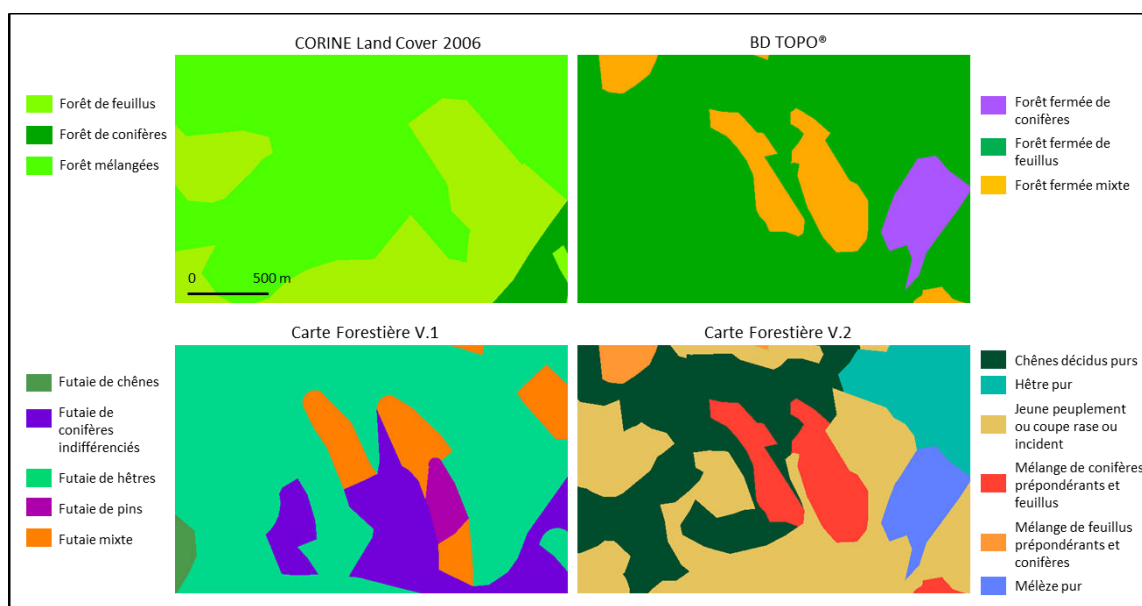 CORINE Land Cover 2006
Forêt de feuillus
Forêt de conifères
Forêt mélangées
0 500 m
BD TOPO®
Forêt fermée de
conifères
Forêt fermée de
feuillus
Forêt fermée mixte
Carte Forestière V.1
Futaie de chênes
Futaie de
conifères
indifférenciés
Futaie de hêtres
Futaie de pins
Futaie mixte
Carte Forestière V.2
Chênes décidus purs
Hêtre pur
Jeune peuplement
ou coupe rase ou
incident
Mélange de conifères
prépondérants et
feuillus
Mélange de feuillus
prépondérants et
conifères
Mélèze pur